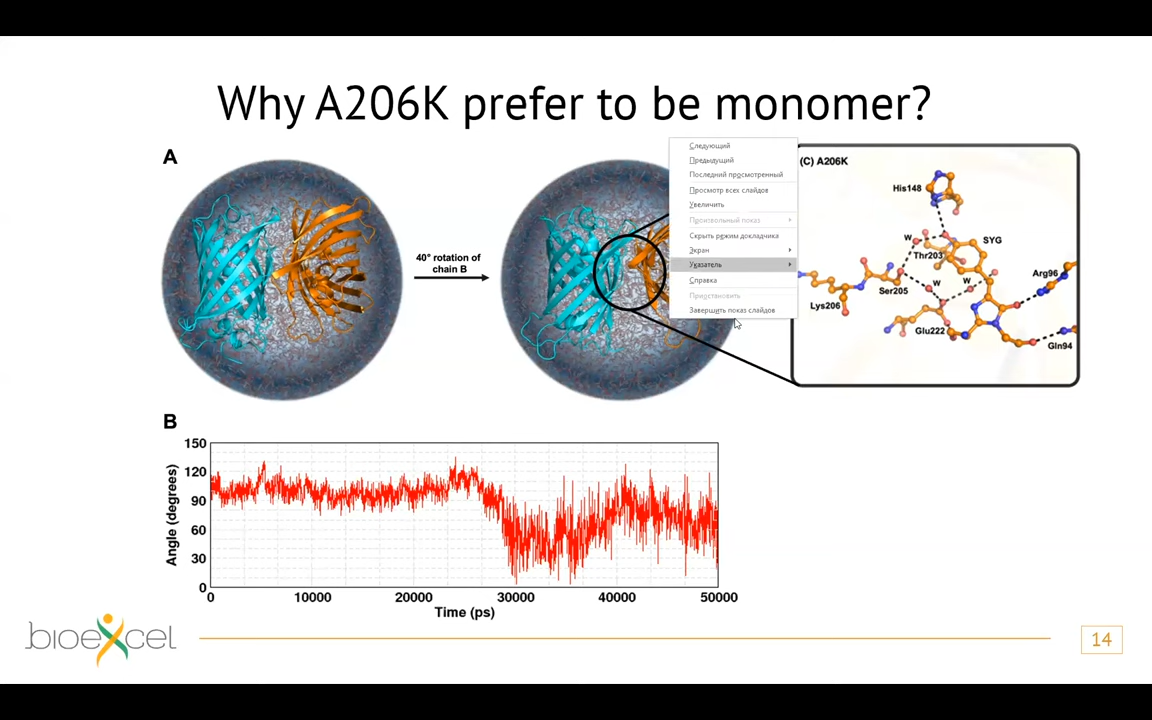 Why A206K prefer to be monomer?
A
40° rotation of
chain B
Следующий
Предыдущий
Последний просмотренный
Просмотр всех слайдов
Увеличить
Произвольный показ
Скрыть режим докладчика
Экран
Указатель
Справка
Приостановить
Завершить показ слайдов
(C) A206K
His148
W
SYG
Thr203
Arg96
Ser205
W
W
Lys206
Glu222
Gln94
B
150
120
90
60
30
0
Angle (degrees)
0 10000 20000 30000 40000 50000
Time (ps)
bioexcel
14